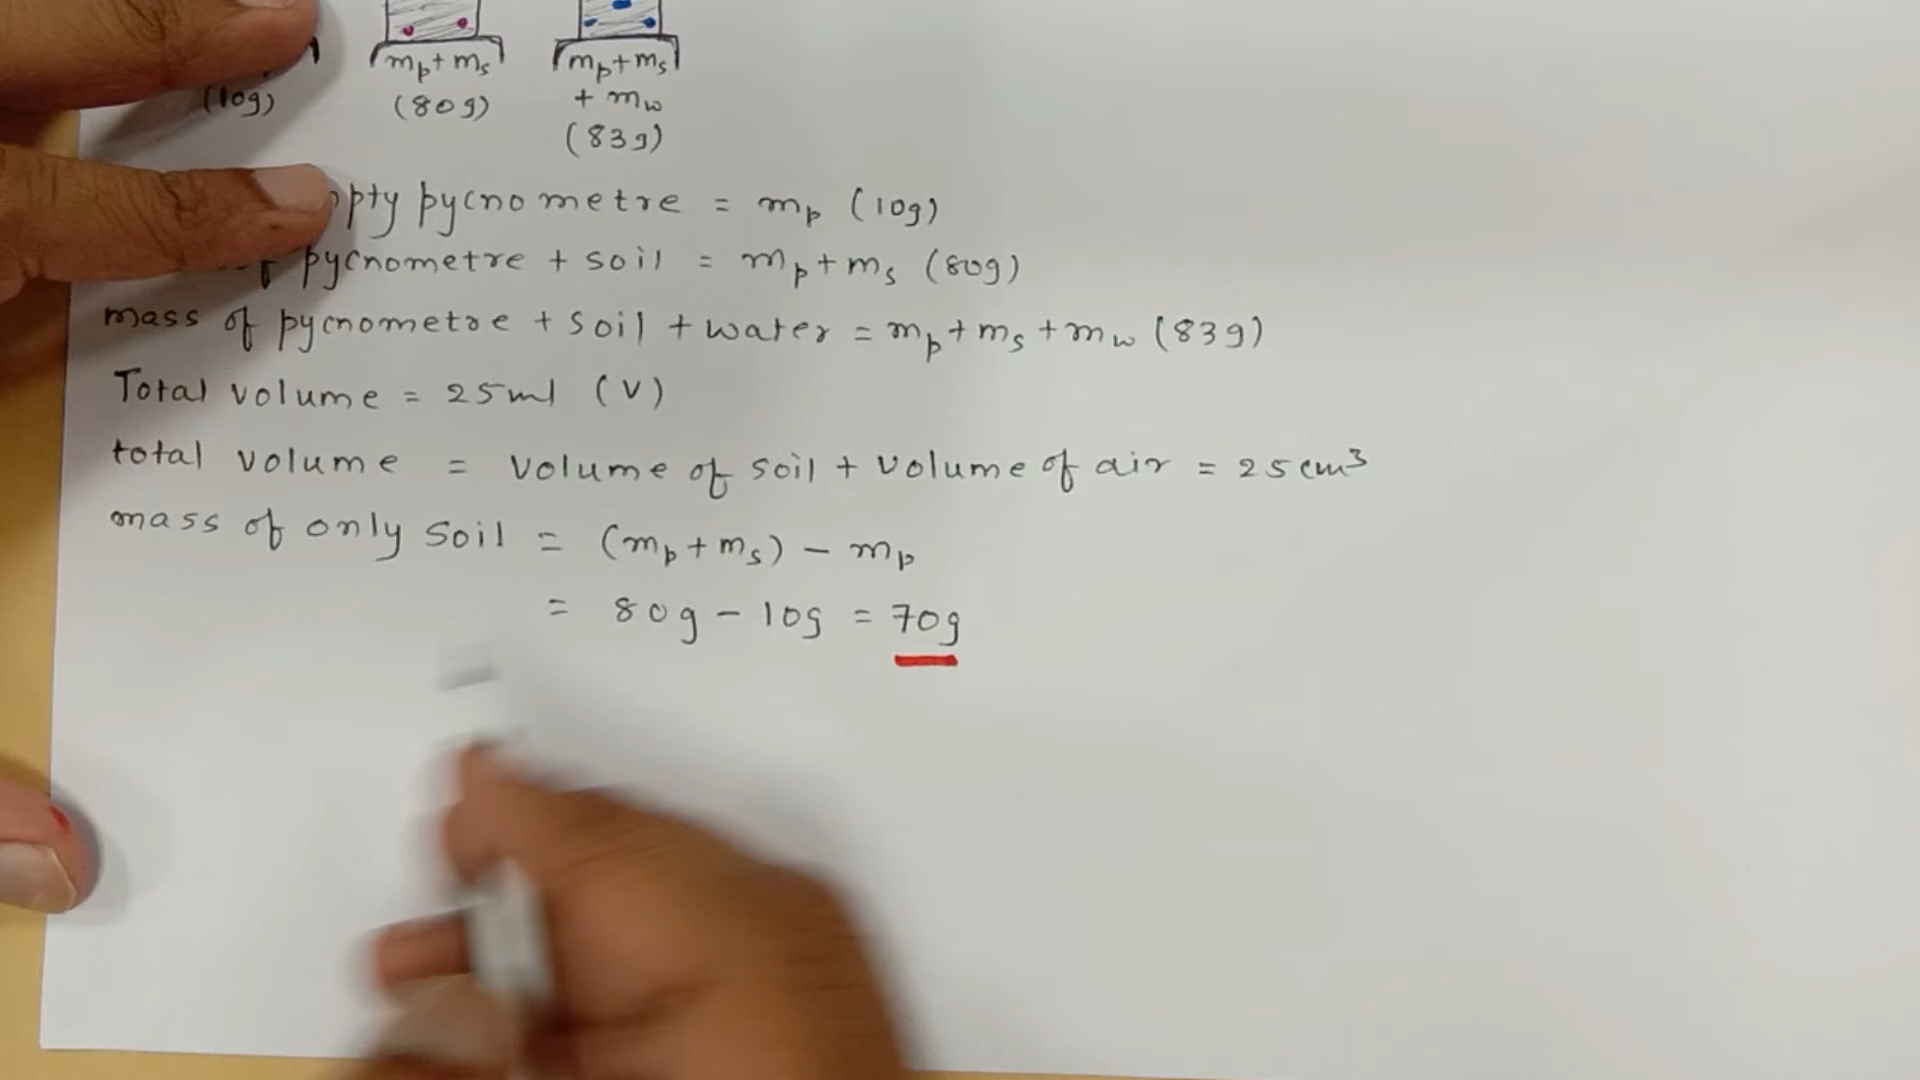 (10g)
mp + ms
(80g)
mp + ms
+ mw
(83g)
pycnometre = mp (10g)
pycnometre + soil = mp + ms (80g)
mass of pycnometre + soil + water = mp + ms + mw (83g)
Total volume = 25ml (V)
total volume = volume of soil + volume of air = 25 cm³
mass of only soil = (mp + ms) - mp
= 80g - 10g = 70g